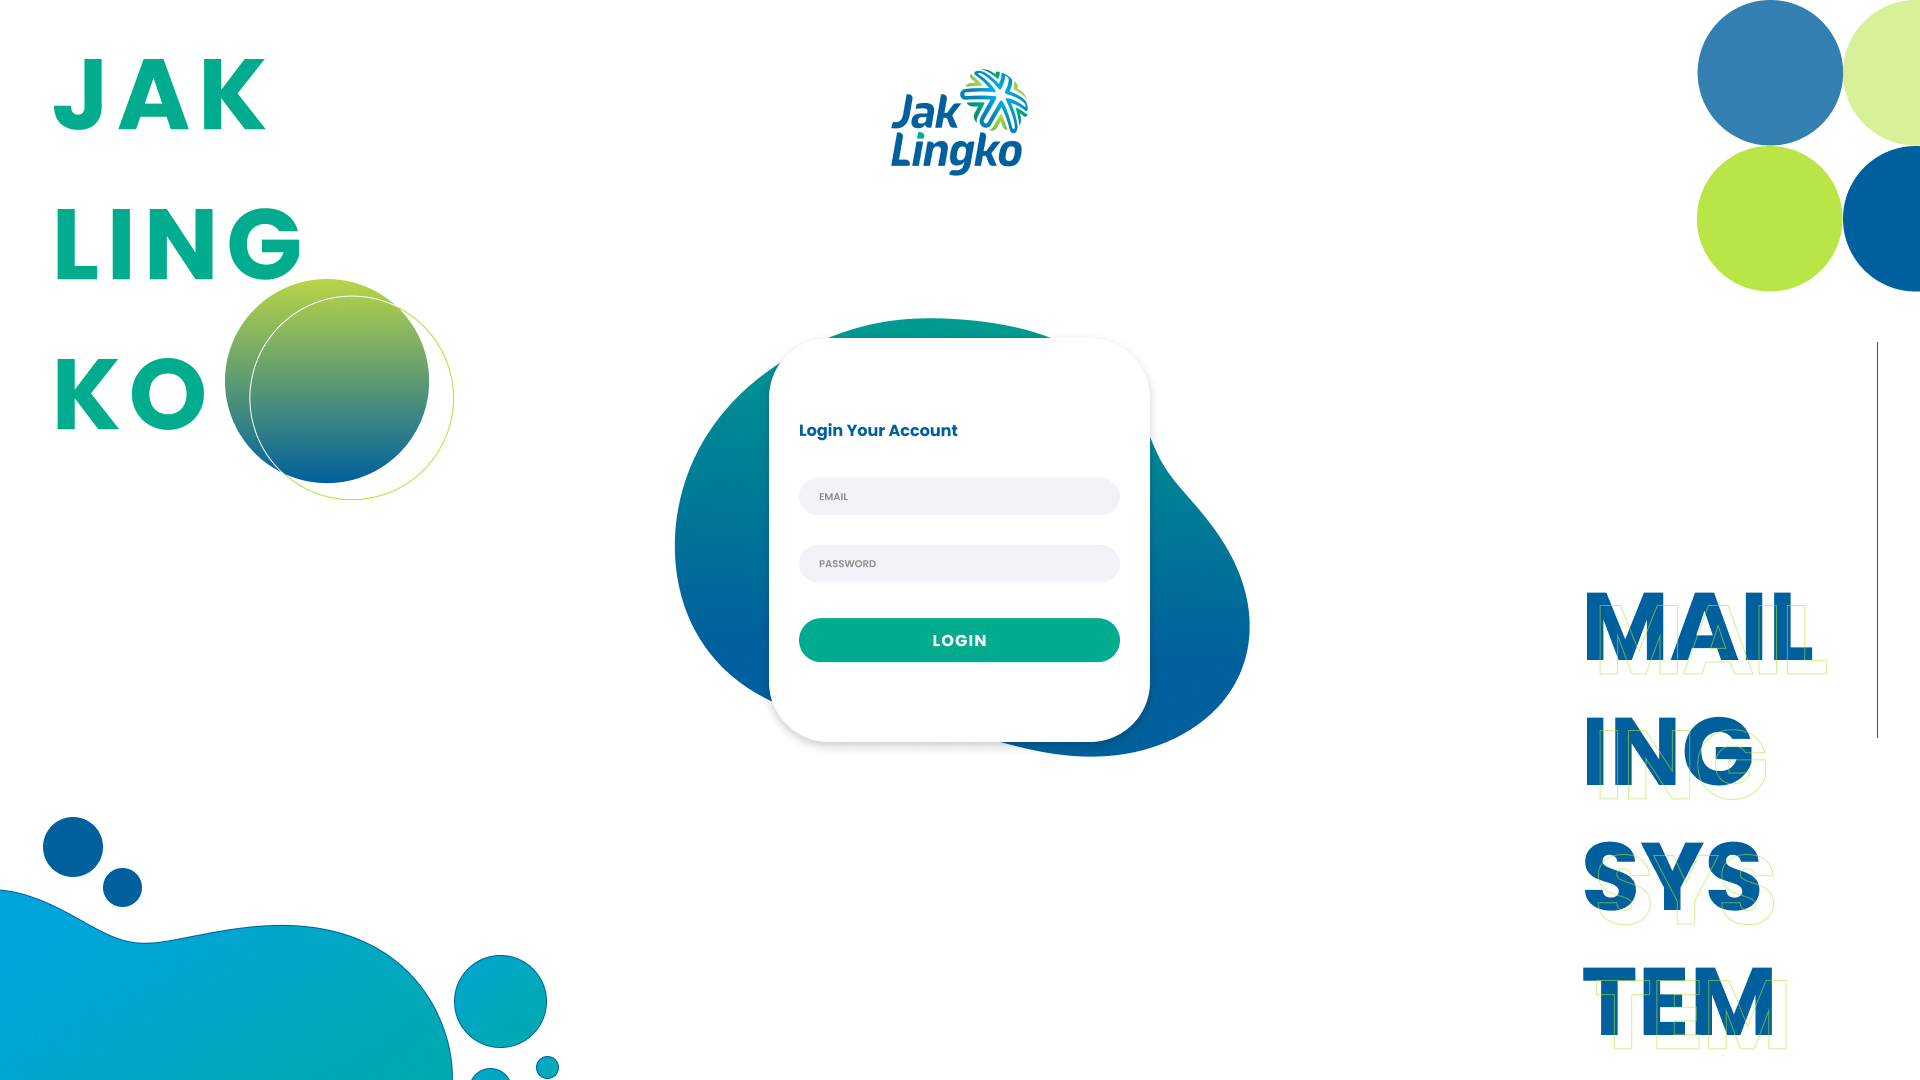 JAK
LING
KO
Jak
Lingko
Login Your Account
EMAIL
PASSWORD
LOGIN
MAIL
ING
SYS
TEM